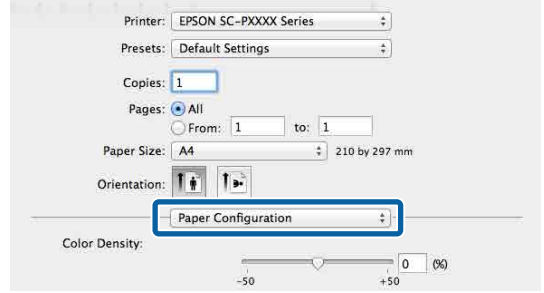 Printer: EPSON SC-PXXXX Series
Presets: Default Settings
Copies: 1
Pages: All
From: 1 to: 1
Paper Size: A4 210 by 297 mm
Orientation:
Paper Configuration
Color Density:
0 (%)
-50 +50